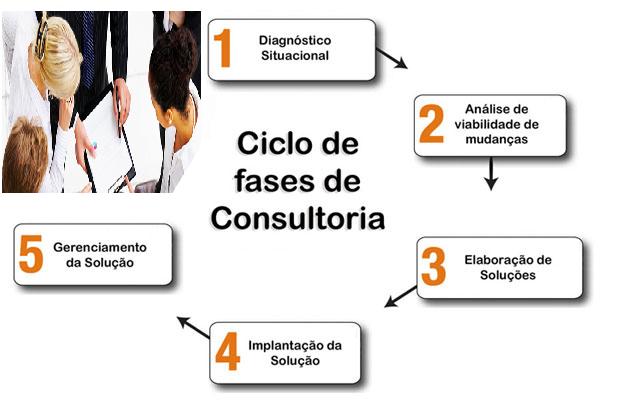 1 Diagnóstico
Situacional
2 Análise de
viabilidade de
mudanças
Ciclo de
fases de
Consultoria
3 Elaboração de
Soluções
4 Implantação da
Solução
5 Gerenciamento
da Solução